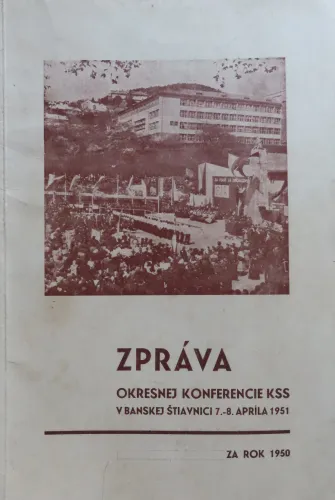 ZPRÁVA
OKRESNEJ KONFERENCIE KSS
V BANSKEJ ŠTIAVNICI 7.-8. APRÍLA 1951
ZA ROK 1950